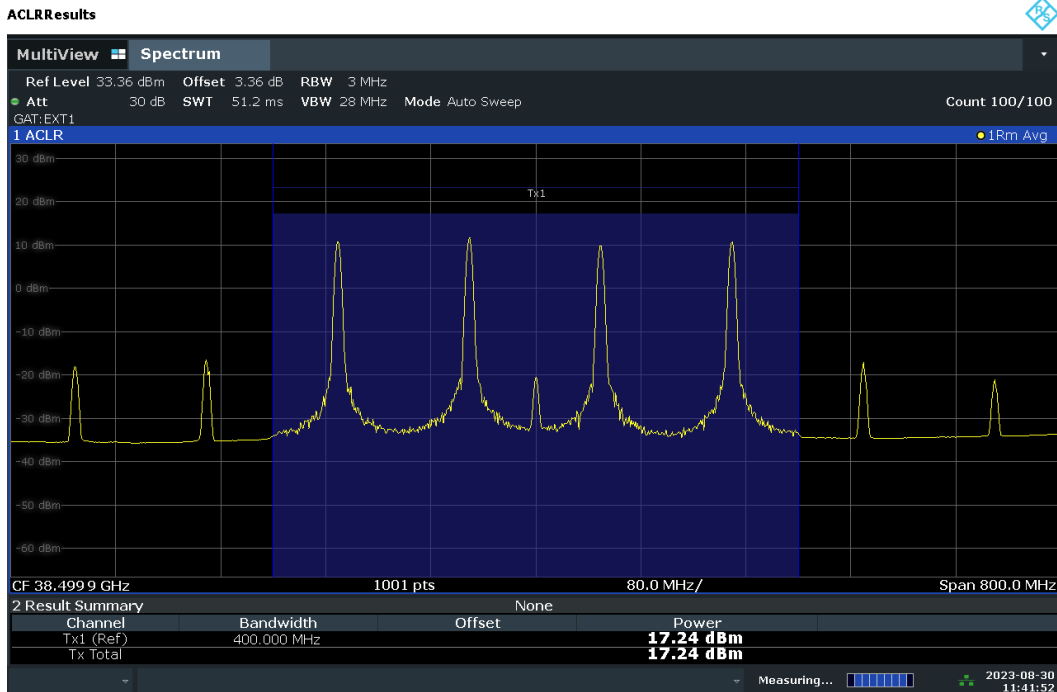 ACLRResults
R&S
MultiView Spectrum
Ref Level 33.36 dBm Offset 3.36 dB RBW 3 MHz
Att 30 dB SWT 51.2 ms VBW 28 MHz Mode Auto Sweep Count 100/100
GAT:EXT1
1 ACLR 1Rm Avg
30 dBm
Tx1
20 dBm
10 dBm
0 dBm
-10 dBm
-20 dBm
-30 dBm
-40 dBm
-50 dBm
-60 dBm
CF 38.4999 GHz 1001 pts 80.0 MHz/ Span 800.0 MHz
2 Result Summary None
Channel Bandwidth Offset Power
Tx1 (Ref) 400.000 MHz 17.24 dBm
Tx Total 17.24 dBm
Measuring... 2023-08-30
11:41:52